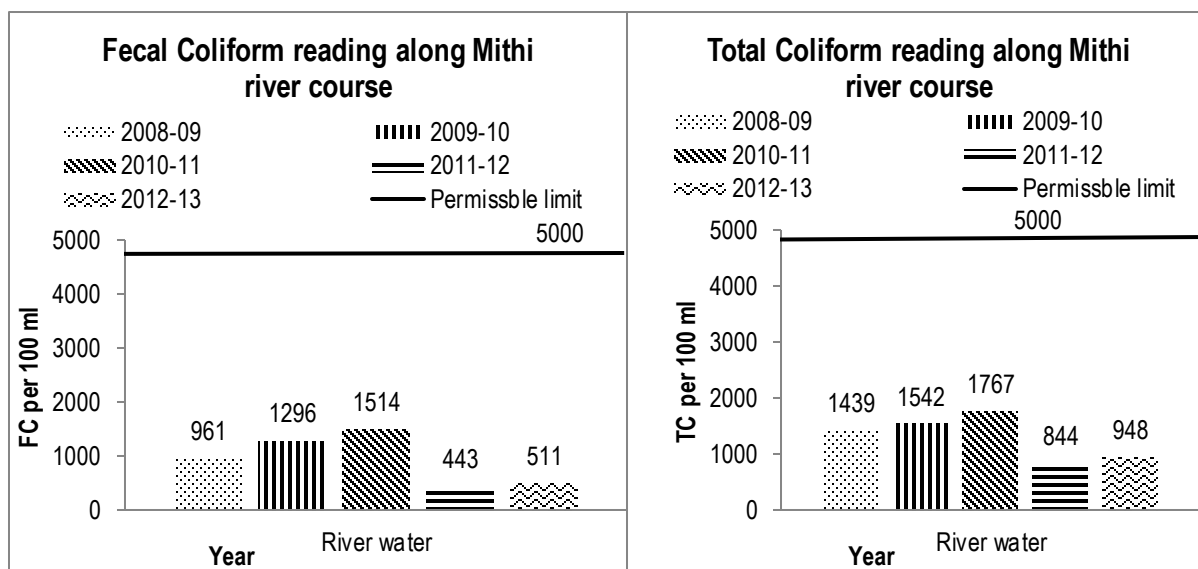 Fecal Coliform reading along Mithi
river course
2008-09
2009-10
2010-11
2011-12
2012-13
Permissble limit
5000
5000
4000
3000
2000
1000
0
FC per 100 ml
961
1296
1514
443
511
Year
River water
Total Coliform reading along Mithi
river course
2008-09
2009-10
2010-11
2011-12
2012-13
Permissble limit
5000
5000
4000
3000
2000
1000
0
TC per 100 ml
1439
1542
1767
844
948
Year
River water